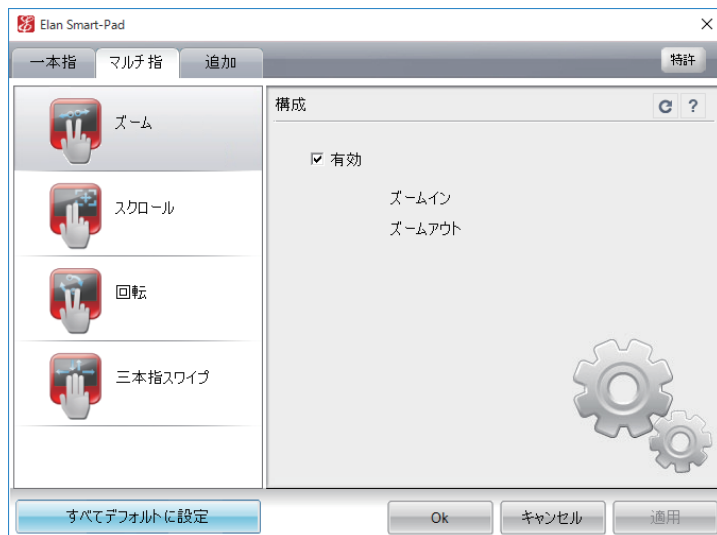 Elan Smart-Pad
一本指
マルチ指
追加
特許
ズーム
スクロール
回転
三本指スワイプ
構成
?
有効
ズームイン
ズームアウト
すべてデフォルトに設定
Ok
キャンセル
適用